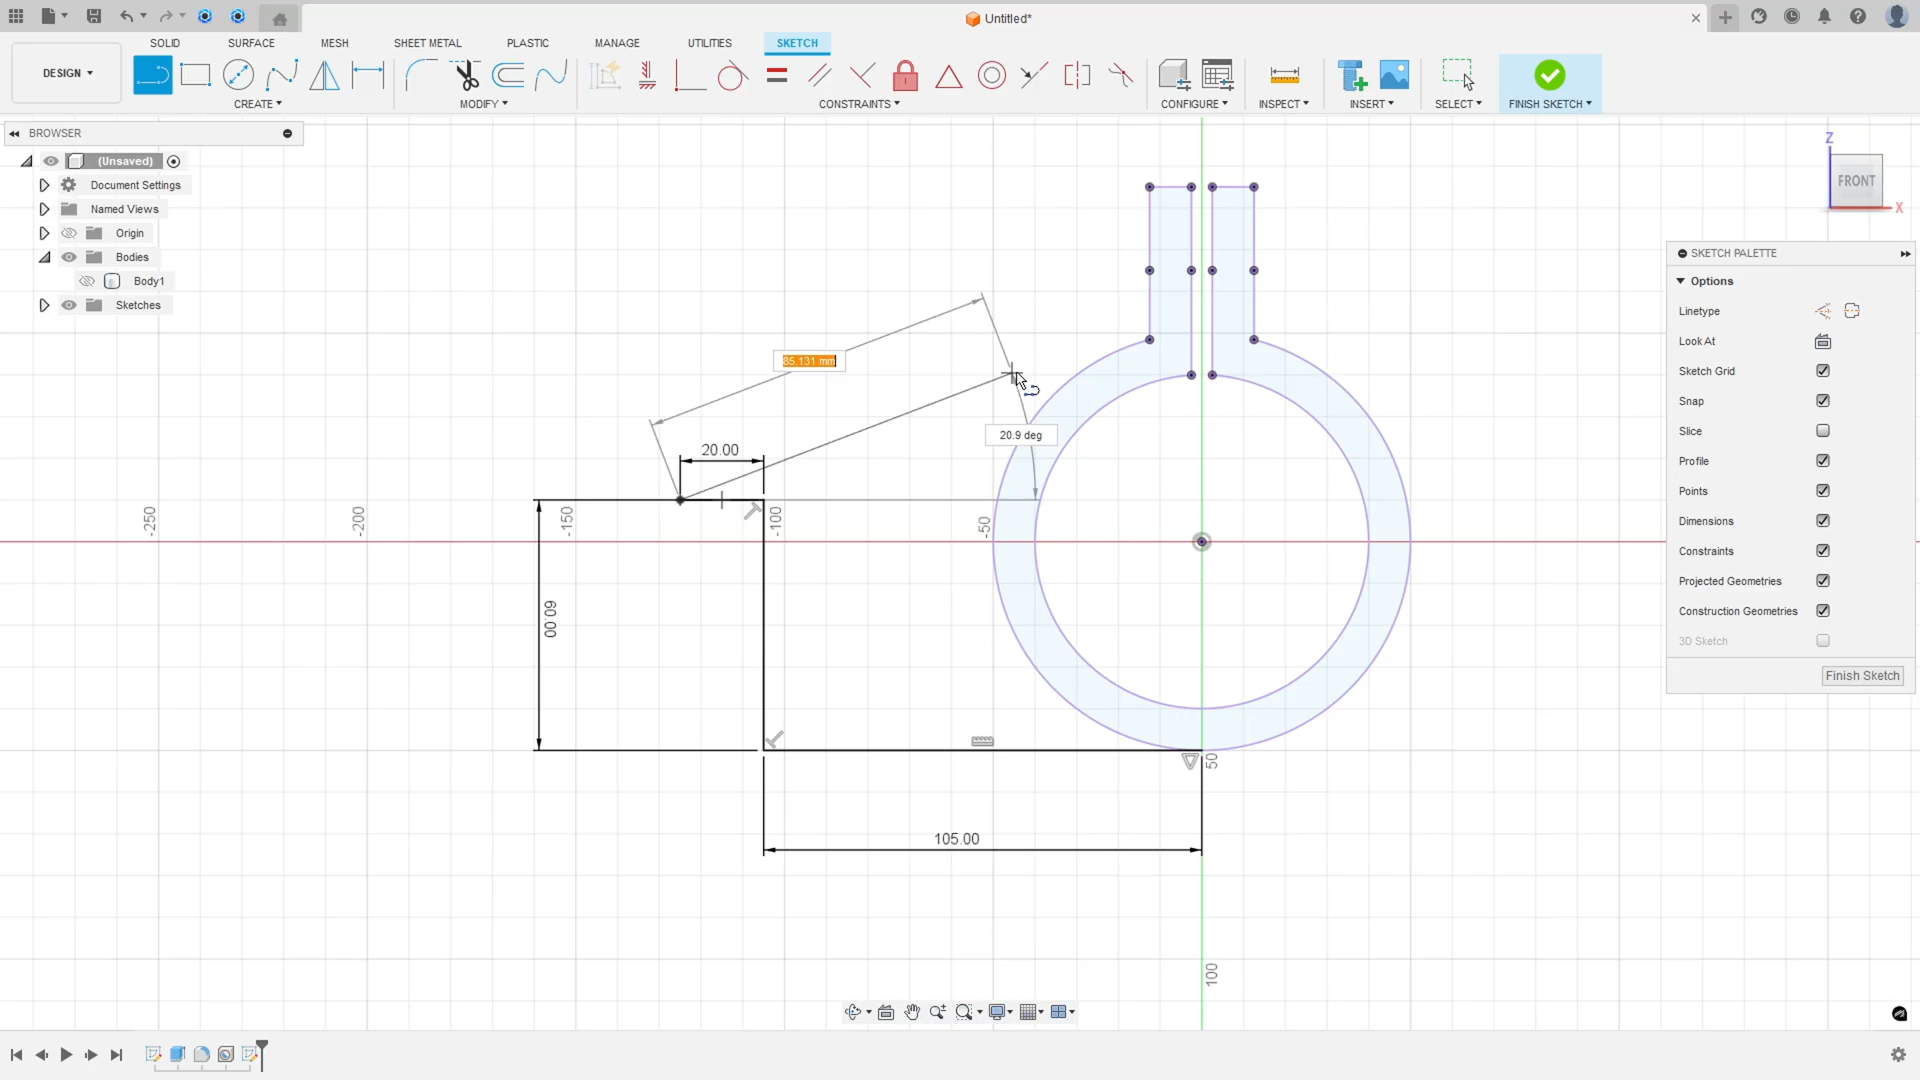 Untitled*
DESIGN
SOLID
SURFACE
MESH
SHEET METAL
PLASTIC
MANAGE
UTILITIES
SKETCH
CREATE
MODIFY
CONSTRAINTS
CONFIGURE
INSPECT
INSERT
SELECT
FINISH SKETCH
BROWSER
(Unsaved)
Document Settings
Named Views
Origin
Bodies
Body1
Sketches
Z
FRONT
X
SKETCH PALETTE
Options
Linetype
Look At
Sketch Grid
Snap
Slice
Profile
Points
Dimensions
Constraints
Projected Geometries
Construction Geometries
3D Sketch
Finish Sketch
85.131 mm
20.9 deg
20.00
-250
-200
-150
-100
-50
60.00
50
105.00
100